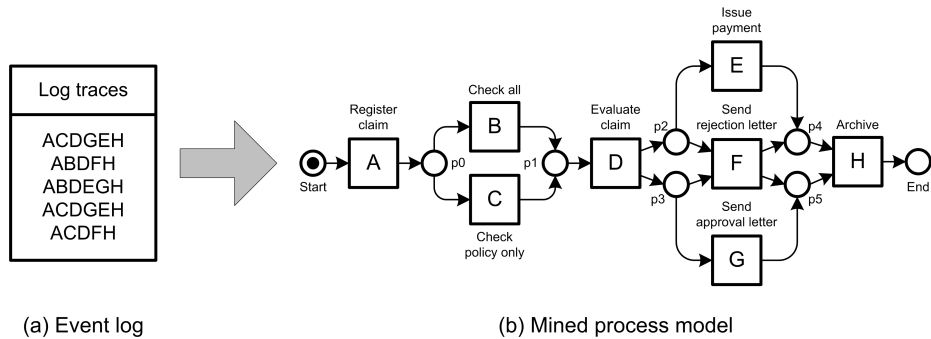 Log traces
ACDGEH
ABDFH
ABDEGH
ACDGEH
ACDFH
(a) Event log
Start
Register
claim
A
p0
Check all
B
C
Check
policy only
p1
Evaluate
claim
D
p2
p3
Issue
payment
E
Send
rejection letter
F
Send
approval letter
G
p4
p5
Archive
H
End
(b) Mined process model